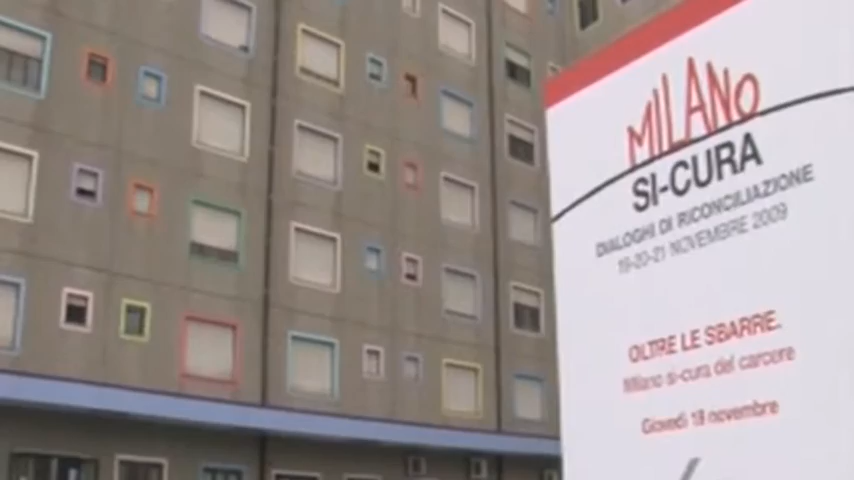 MILANO
SI-CURA
DIALOGHI DI RICONCILIAZIONE
19-20-21 NOVEMBRE 2009
OLTRE LE SBARRE.
Milano si-cura del carcere
Giovedì 19 novembre